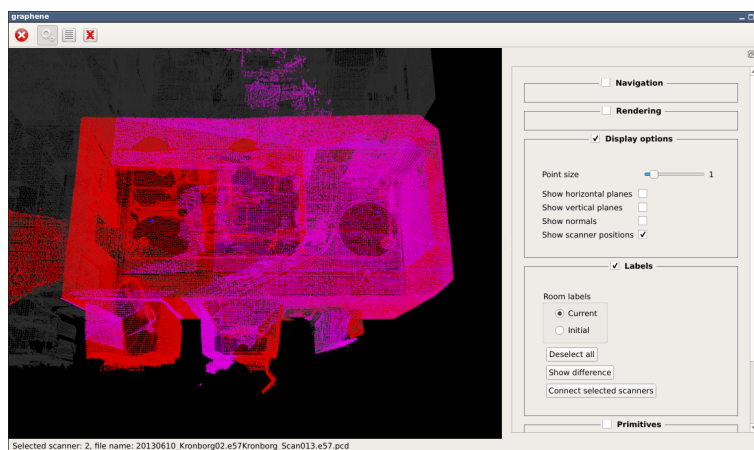 graphene
Navigation
Rendering
Display options
Point size 1
Show horizontal planes
Show vertical planes
Show normals
Show scanner positions
Labels
Room labels
Current
Initial
Deselect all
Show difference
Connect selected scanners
Primitives
Selected scanner: 2, file name: 20130610_Kronborg02.e57Kronborg_Scan013.e57.pcd